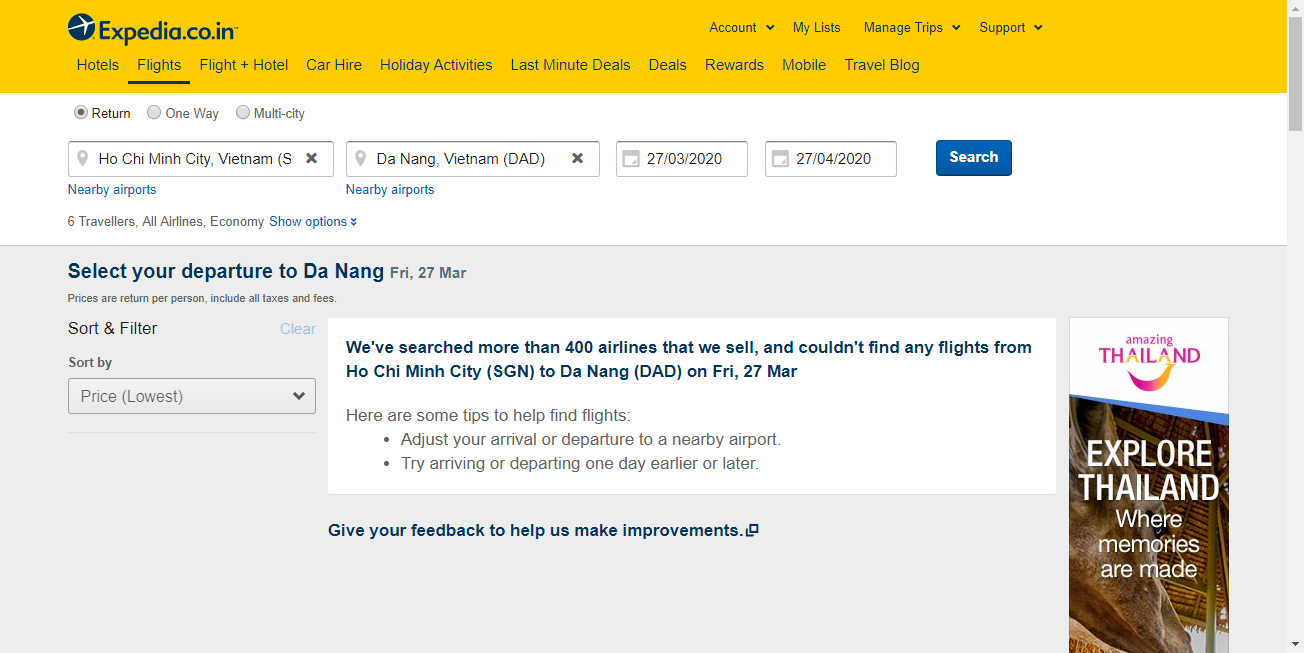 Expedia.co.in
Account My Lists Manage Trips Support
Hotels Flights Flight + Hotel Car Hire Holiday Activities Last Minute Deals Deals Rewards Mobile Travel Blog
Return One Way Multi-city
Ho Chi Minh City, Vietnam (S Da Nang, Vietnam (DAD) 27/03/2020 27/04/2020 Search
Nearby airports Nearby airports
6 Travellers, All Airlines, Economy Show options
Select your departure to Da Nang Fri, 27 Mar
Prices are return per person, include all taxes and fees.
Sort & Filter Clear
Sort by
Price (Lowest)
We've searched more than 400 airlines that we sell, and couldn't find any flights from
Ho Chi Minh City (SGN) to Da Nang (DAD) on Fri, 27 Mar
Here are some tips to help find flights:
• Adjust your arrival or departure to a nearby airport.
• Try arriving or departing one day earlier or later.
Give your feedback to help us make improvements.
amazing
THAILAND
EXPLORE
THAILAND
Where
memories
are made